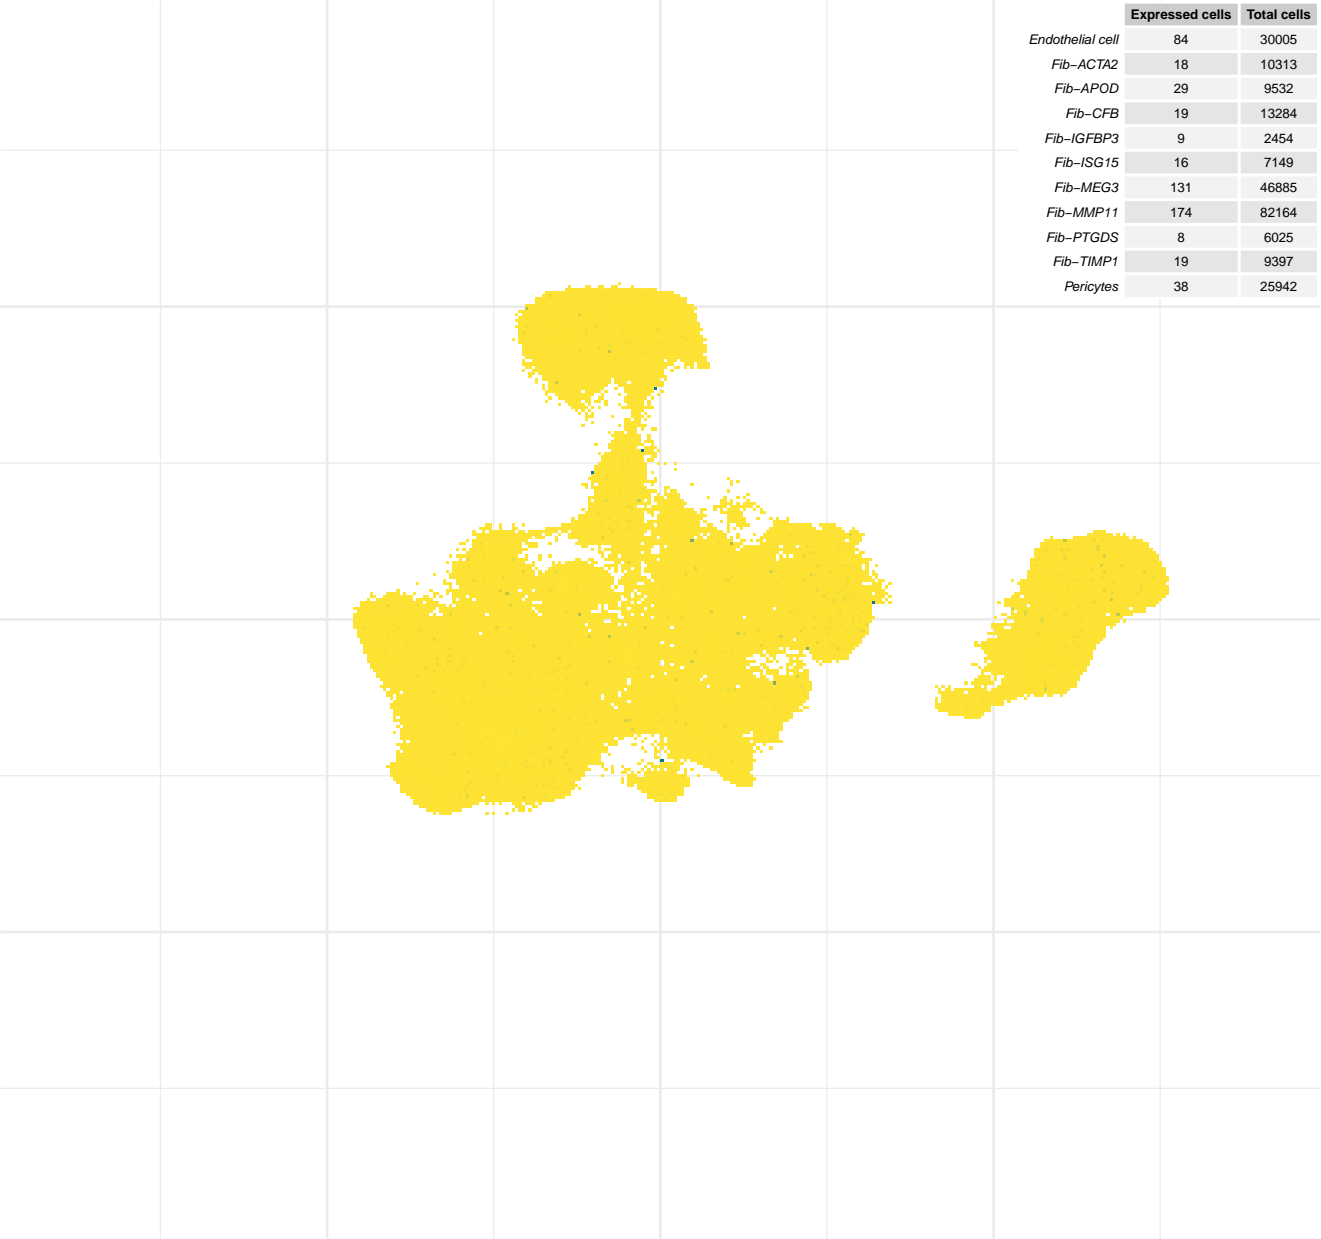 Expressed cells Total cells
Endothelial cell 84 30005
Fib−ACTA2 18 10313
Fib−APOD 29 9532
Fib−CFB 19 13284
Fib−IGFBP3 9 2454
Fib−ISG15 16 7149
Fib−MEG3 131 46885
Fib−MMP11 174 82164
Fib−PTGDS 8 6025
Fib−TIMP1 19 9397
Pericytes 38 25942